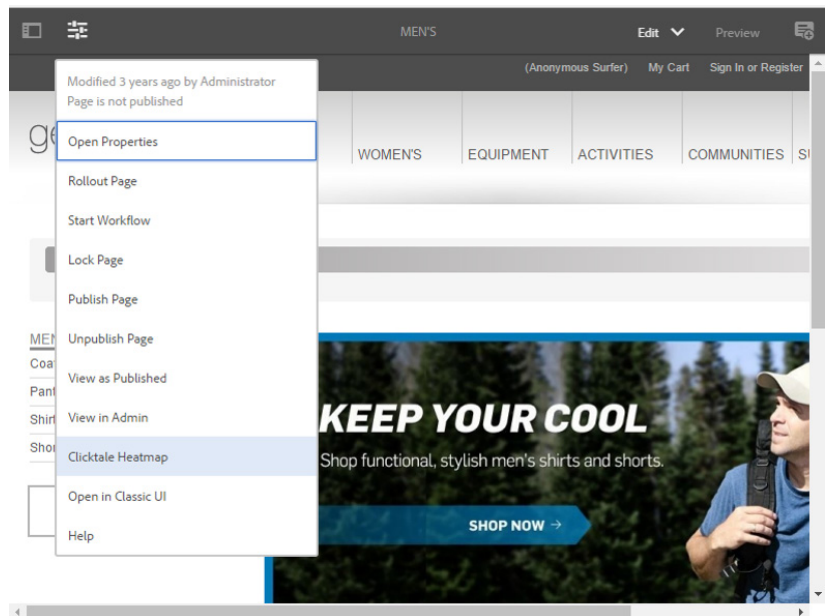 MEN'S
Edit
Preview
(Anonymous Surfer)
My Cart
Sign In or Register
Modified 3 years ago by Administrator
Page is not published
Open Properties
Rollout Page
Start Workflow
Lock Page
Publish Page
Unpublish Page
View as Published
View in Admin
Clicktale Heatmap
Open in Classic UI
Help
WOMEN'S
EQUIPMENT
ACTIVITIES
COMMUNITIES
KEEP YOUR COOL
Shop functional, stylish men's shirts and shorts.
SHOP NOW →